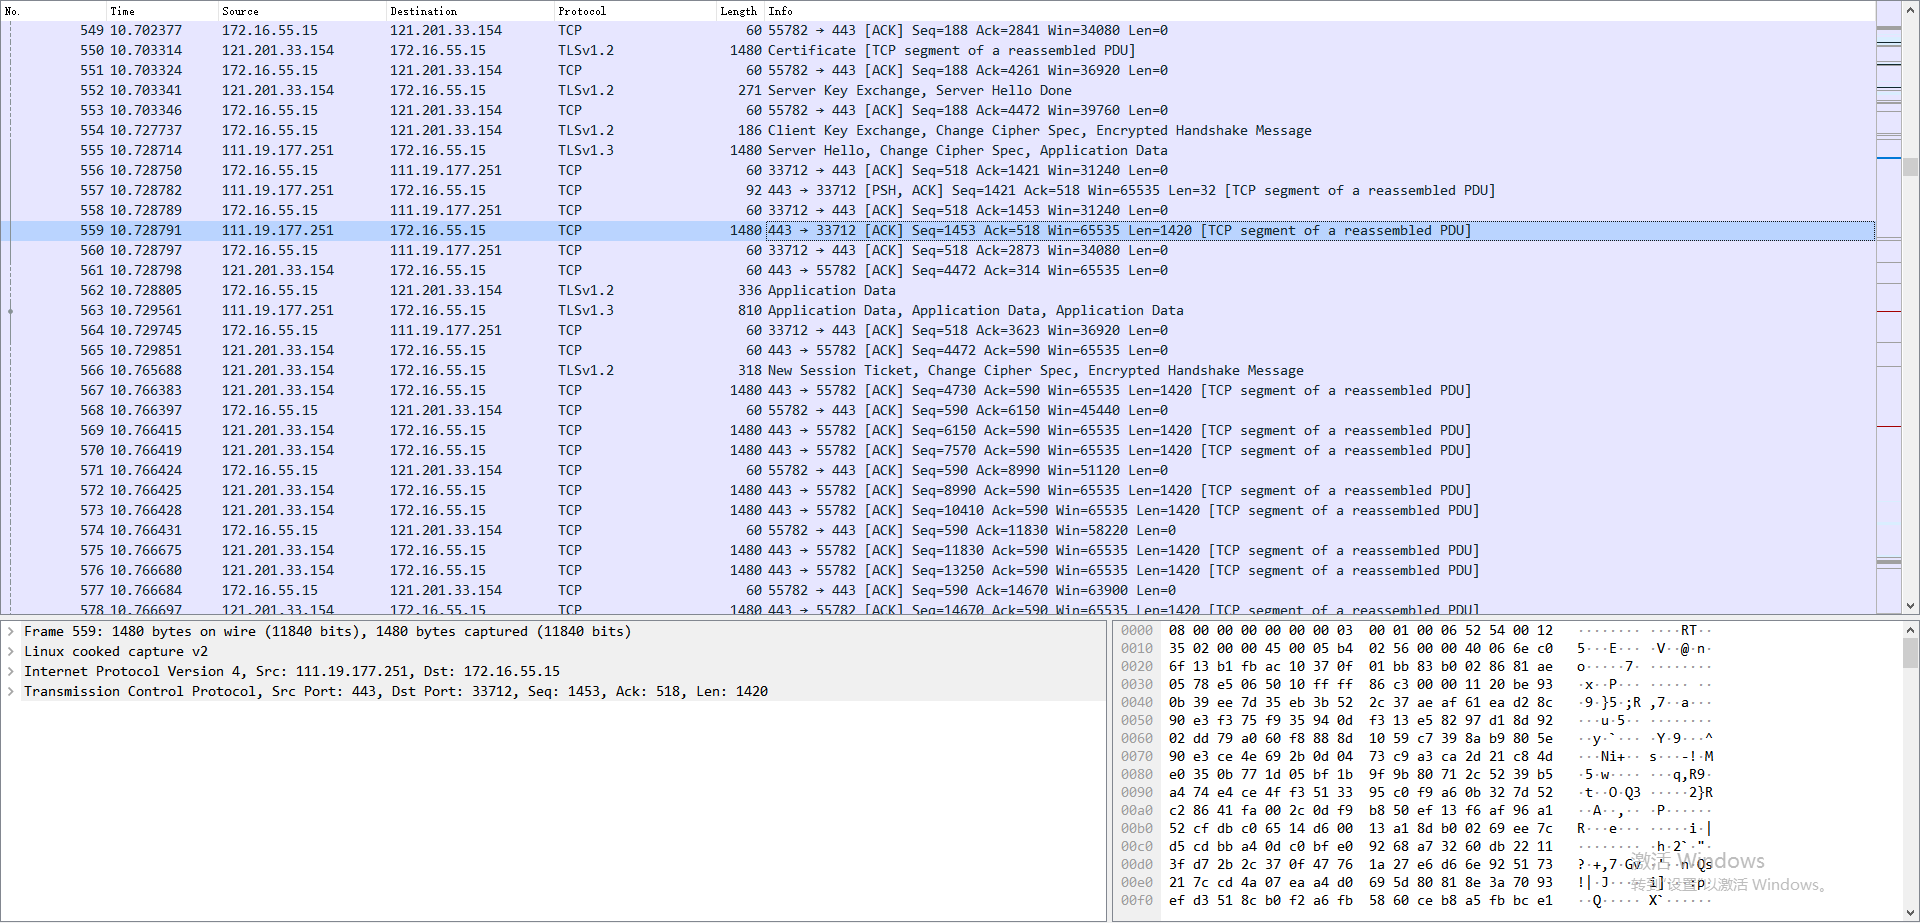 No. Time Source Destination Protocol Length Info
549 10.702377 172.16.55.15 121.201.33.154 TCP 60 55782 → 443 [ACK] Seq=188 Ack=2841 Win=34080 Len=0
550 10.703314 121.201.33.154 172.16.55.15 TLSv1.2 1480 Certificate [TCP segment of a reassembled PDU]
551 10.703324 172.16.55.15 121.201.33.154 TCP 60 55782 → 443 [ACK] Seq=188 Ack=4261 Win=36920 Len=0
552 10.703341 121.201.33.154 172.16.55.15 TLSv1.2 271 Server Key Exchange, Server Hello Done
553 10.703346 172.16.55.15 121.201.33.154 TCP 60 55782 → 443 [ACK] Seq=188 Ack=4472 Win=39760 Len=0
554 10.727737 172.16.55.15 121.201.33.154 TLSv1.2 186 Client Key Exchange, Change Cipher Spec, Encrypted Handshake Message
555 10.728714 111.19.177.251 172.16.55.15 TLSv1.3 1480 Server Hello, Change Cipher Spec, Application Data
556 10.728750 172.16.55.15 111.19.177.251 TCP 60 33712 → 443 [ACK] Seq=518 Ack=1421 Win=31240 Len=0
557 10.728782 111.19.177.251 172.16.55.15 TCP 92 443 → 33712 [PSH, ACK] Seq=1421 Ack=518 Win=65535 Len=32 [TCP segment of a reassembled PDU]
558 10.728789 172.16.55.15 111.19.177.251 TCP 60 33712 → 443 [ACK] Seq=518 Ack=1453 Win=31240 Len=0
559 10.728791 111.19.177.251 172.16.55.15 TCP 1480 443 → 33712 [ACK] Seq=1453 Ack=518 Win=65535 Len=1420 [TCP segment of a reassembled PDU]
560 10.728797 172.16.55.15 111.19.177.251 TCP 60 33712 → 443 [ACK] Seq=518 Ack=2873 Win=34080 Len=0
561 10.728798 121.201.33.154 172.16.55.15 TCP 60 443 → 55782 [ACK] Seq=4472 Ack=314 Win=65535 Len=0
562 10.728805 172.16.55.15 121.201.33.154 TLSv1.2 336 Application Data
563 10.729561 111.19.177.251 172.16.55.15 TLSv1.3 810 Application Data, Application Data, Application Data
564 10.729745 172.16.55.15 111.19.177.251 TCP 60 33712 → 443 [ACK] Seq=518 Ack=3623 Win=36920 Len=0
565 10.729851 121.201.33.154 172.16.55.15 TCP 60 443 → 55782 [ACK] Seq=4472 Ack=590 Win=65535 Len=0
566 10.765688 121.201.33.154 172.16.55.15 TLSv1.2 318 New Session Ticket, Change Cipher Spec, Encrypted Handshake Message
567 10.766383 121.201.33.154 172.16.55.15 TCP 1480 443 → 55782 [ACK] Seq=4730 Ack=590 Win=65535 Len=1420 [TCP segment of a reassembled PDU]
568 10.766397 172.16.55.15 121.201.33.154 TCP 60 55782 → 443 [ACK] Seq=590 Ack=6150 Win=45440 Len=0
569 10.766415 121.201.33.154 172.16.55.15 TCP 1480 443 → 55782 [ACK] Seq=6150 Ack=590 Win=65535 Len=1420 [TCP segment of a reassembled PDU]
570 10.766419 121.201.33.154 172.16.55.15 TCP 1480 443 → 55782 [ACK] Seq=7570 Ack=590 Win=65535 Len=1420 [TCP segment of a reassembled PDU]
571 10.766424 172.16.55.15 121.201.33.154 TCP 60 55782 → 443 [ACK] Seq=590 Ack=8990 Win=51120 Len=0
572 10.766425 121.201.33.154 172.16.55.15 TCP 1480 443 → 55782 [ACK] Seq=8990 Ack=590 Win=65535 Len=1420 [TCP segment of a reassembled PDU]
573 10.766428 121.201.33.154 172.16.55.15 TCP 1480 443 → 55782 [ACK] Seq=10410 Ack=590 Win=65535 Len=1420 [TCP segment of a reassembled PDU]
574 10.766431 172.16.55.15 121.201.33.154 TCP 60 55782 → 443 [ACK] Seq=590 Ack=11830 Win=58220 Len=0
575 10.766675 121.201.33.154 172.16.55.15 TCP 1480 443 → 55782 [ACK] Seq=11830 Ack=590 Win=65535 Len=1420 [TCP segment of a reassembled PDU]
576 10.766680 121.201.33.154 172.16.55.15 TCP 1480 443 → 55782 [ACK] Seq=13250 Ack=590 Win=65535 Len=1420 [TCP segment of a reassembled PDU]
577 10.766684 172.16.55.15 121.201.33.154 TCP 60 55782 → 443 [ACK] Seq=590 Ack=14670 Win=63900 Len=0
578 10.766697 121.201.33.154 172.16.55.15 TCP 1480 443 → 55782 [ACK] Seq=14670 Ack=590 Win=65535 Len=1420 [TCP segment of a reassembled PDU]
Frame 559: 1480 bytes on wire (11840 bits), 1480 bytes captured (11840 bits)
Linux cooked capture v2
Internet Protocol Version 4, Src: 111.19.177.251, Dst: 172.16.55.15
Transmission Control Protocol, Src Port: 443, Dst Port: 33712, Seq: 1453, Ack: 518, Len: 1420
0000 08 00 00 00 00 00 00 03 00 01 00 06 52 54 00 12 ········ ····RT··
0010 35 02 00 00 45 00 05 b4 02 56 00 00 40 06 6e c0 5···E··· ·V··@·n·
0020 6f 13 b1 fb ac 10 37 0f 01 bb 83 b0 02 86 81 ae o·····7· ········
0030 05 78 e5 06 50 10 ff ff 86 c3 00 00 11 20 be 93 ·x··P··· ····· ··
0040 0b 39 ee 7d 35 eb 3b 52 2c 37 ae af 61 ea d2 8c ·9·}5·;R ,7··a···
0050 90 e3 f3 75 f9 35 94 0d f3 13 e5 82 97 d1 8d 92 ···u·5·· ········
0060 02 dd 79 a0 60 f8 88 8d 10 59 c7 39 8a b9 80 5e ··y·`··· ·Y·9···^
0070 90 e3 ce 4e 69 2b 0d 04 73 c9 a3 ca 2d 21 c8 4d ···Ni+·· s···-!·M
0080 e0 35 0b 77 1d 05 bf 1b 9f 9b 80 71 2c 52 39 b5 ·5·w···· ···q,R9·
0090 a4 74 e4 ce 4f f3 51 33 95 c0 f9 a6 0b 32 7d 52 ·t··O·Q3 ·····2}R
00a0 c2 86 41 fa 00 2c 0d f9 b8 50 ef 13 f6 af 96 a1 ··A··,·· ·P······
00b0 52 cf db c0 65 14 d6 00 13 a1 8d b0 02 69 ee 7c R···e··· ·····i·|
00c0 d5 cd bb a4 0d c0 bf e0 92 68 a7 32 60 db 22 11 ········ ·h·2`·"·
00d0 3f d7 2b 2c 37 0f 47 76 1a 27 e6 d6 6e 92 51 73 ?·+,7·Gv ·'··n·Qs
00e0 21 7c cd 4a 07 ea a4 d0 69 5d 80 81 8e 3a 70 93 !|·J···· i]···:p·
00f0 ef d3 51 8c b0 f2 a6 fb 58 60 ce b8 a5 fb bc e1 ··Q····· X`······
激活 Windows
转到"设置"以激活 Windows。